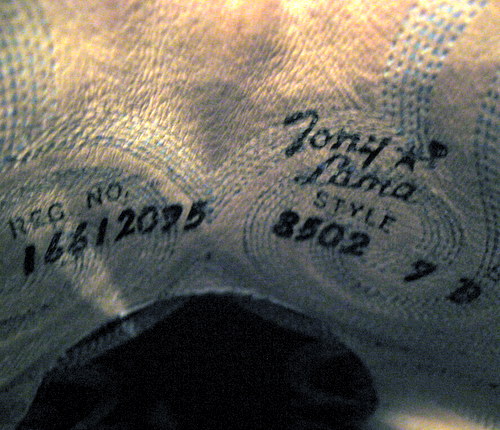 REG NO.
16612095
Tony
Lama
STYLE
8502 9 D